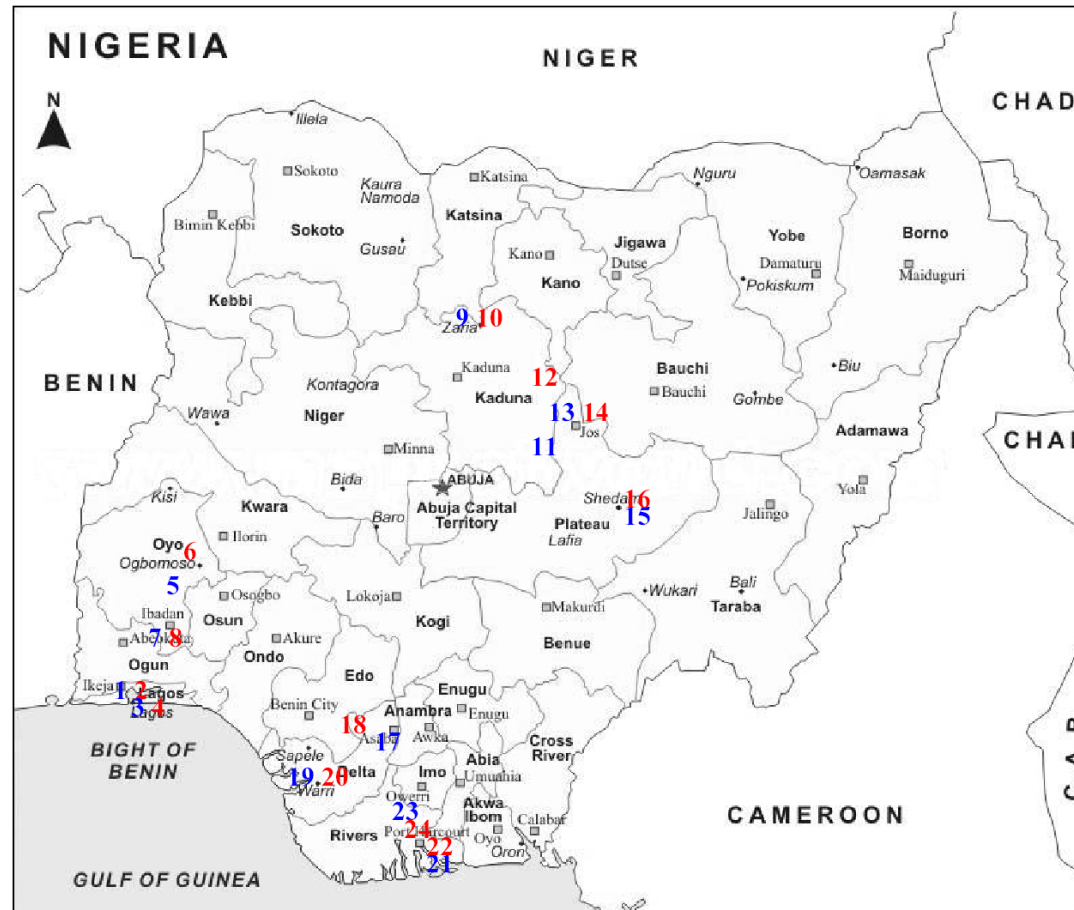 NIGERIA
NIGER
CHAD
N
Illela
Sokoto
Katsina
Nguru
Damasak
Kaura
Namoda
Katsina
Bimin Kebbi
Sokoto
Gusau
Jigawa
Yobe
Borno
Kano
Dutse
Damaturu
Maiduguri
Kano
Pokiskum
Kebbi
9
10
Zaria
BENIN
Kaduna
12
Bauchi
Biu
Kontagora
Kaduna
Bauchi
Gombe
Wawa
Niger
13
14
Jos
Adamawa
CHAD
Minna
11
Kisi
Bida
ABUJA
Yola
Kwara
Abuja Capital
Territory
Shedam
16
15
Jalingo
Baro
Plateau
Ilorin
Lafia
Oyo
6
Ogbomoso
5
Osogbo
Lokoja
Wukari
Bali
Ibadan
Osun
Kogi
Makurdi
Taraba
7
8
Abeokuta
Akure
Benue
Ondo
Ogun
Edo
Ikeja
1
2
Lagos
Enugu
3
4
Lagos
Benin City
18
Anambra
Enugu
Asaba
17
Awka
BIGHT OF
BENIN
Sapele
Cross
River
Abia
19
20
Delta
Imo
Umuahia
Warri
Owerri
Akwa
Ibom
23
CAMEROON
Rivers
Port Harcourt
24
Oyo
Calabar
22
Oron
21
GULF OF GUINEA